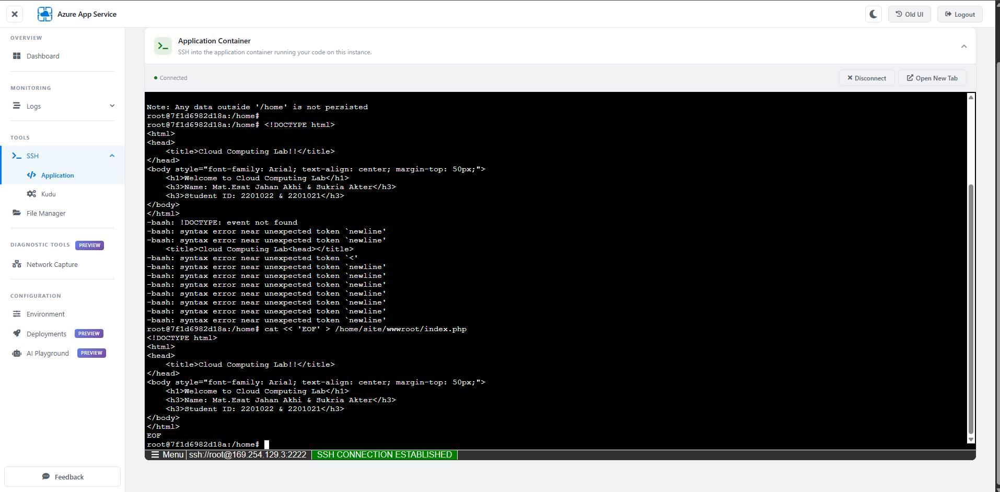 Azure App Service
Old UI
Logout
OVERVIEW
Dashboard
MONITORING
Logs
TOOLS
SSH
Application
Kudu
File Manager
DIAGNOSTIC TOOLS PREVIEW
Network Capture
CONFIGURATION
Environment
Deployments PREVIEW
AI Playground PREVIEW
Feedback
Application Container
SSH into the application container running your code on this instance.
Connected
Disconnect
Open New Tab
Note: Any data outside '/home' is not persisted
root@7f1d6982d18a:/home#
root@7f1d6982d18a:/home# <!DOCTYPE html>
<html>
<head>
    <title>Cloud Computing Lab!!</title>
</head>
<body style="font-family: Arial; text-align: center; margin-top: 50px;">
    <h1>Welcome to Cloud Computing Lab</h1>
    <h3>Name: Mst.Esat Jahan Akhi & Sukria Akter</h3>
    <h3>Student ID: 2201022 & 2201021</h3>
</body>
</html>
-bash: !DOCTYPE: event not found
-bash: syntax error near unexpected token `newline'
-bash: syntax error near unexpected token `newline'
    <title>Cloud Computing Lab<head></title>
-bash: syntax error near unexpected token `<'
-bash: syntax error near unexpected token `newline'
-bash: syntax error near unexpected token `newline'
-bash: syntax error near unexpected token `newline'
-bash: syntax error near unexpected token `newline'
-bash: syntax error near unexpected token `newline'
-bash: syntax error near unexpected token `newline'
-bash: syntax error near unexpected token `newline'
root@7f1d6982d18a:/home# cat << 'EOF' > /home/site/wwwroot/index.php
<!DOCTYPE html>
<html>
<head>
    <title>Cloud Computing Lab!!</title>
</head>
<body style="font-family: Arial; text-align: center; margin-top: 50px;">
    <h1>Welcome to Cloud Computing Lab</h1>
    <h3>Name: Mst.Esat Jahan Akhi & Sukria Akter</h3>
    <h3>Student ID: 2201022 & 2201021</h3>
</body>
</html>
EOF
root@7f1d6982d18a:/home#
Menu ssh://root@169.254.129.3:2222 SSH CONNECTION ESTABLISHED